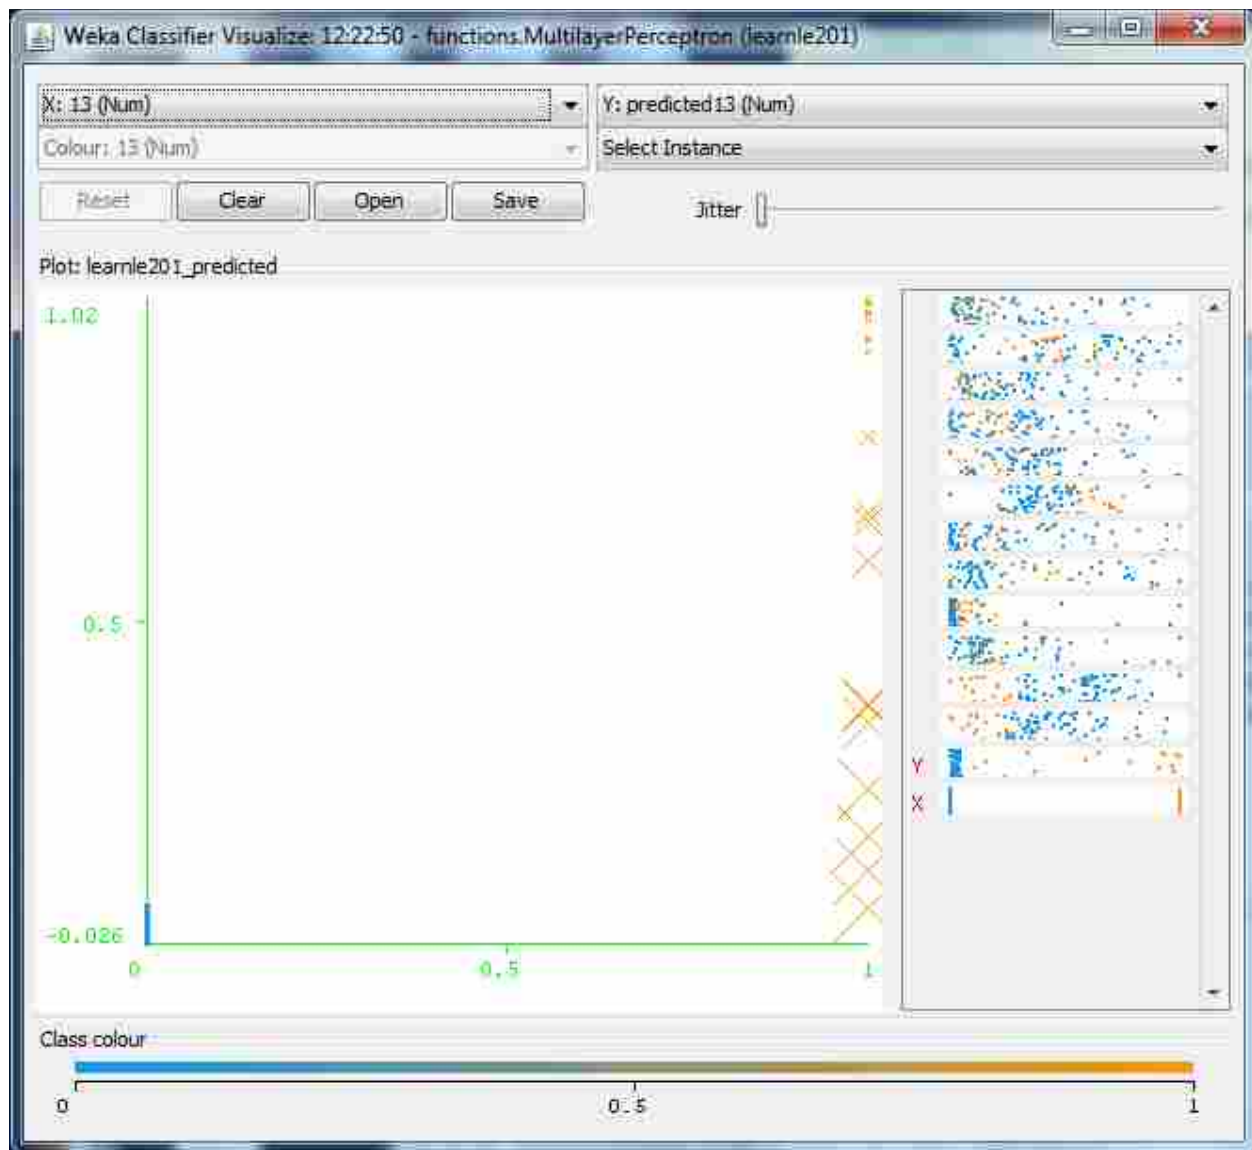 Weka Classifier Visualize: 12:22:50 - functions.MultilayerPerceptron (learnle201)
X: 13 (Num)
Y: predicted13 (Num)
Colour: 13 (Num)
Select Instance
Reset
Clear
Open
Save
Jitter
Plot: learnle201_predicted
1.02
0.5
-0.026
0
0.5
1
Y
X
Class colour
0
0.5
1